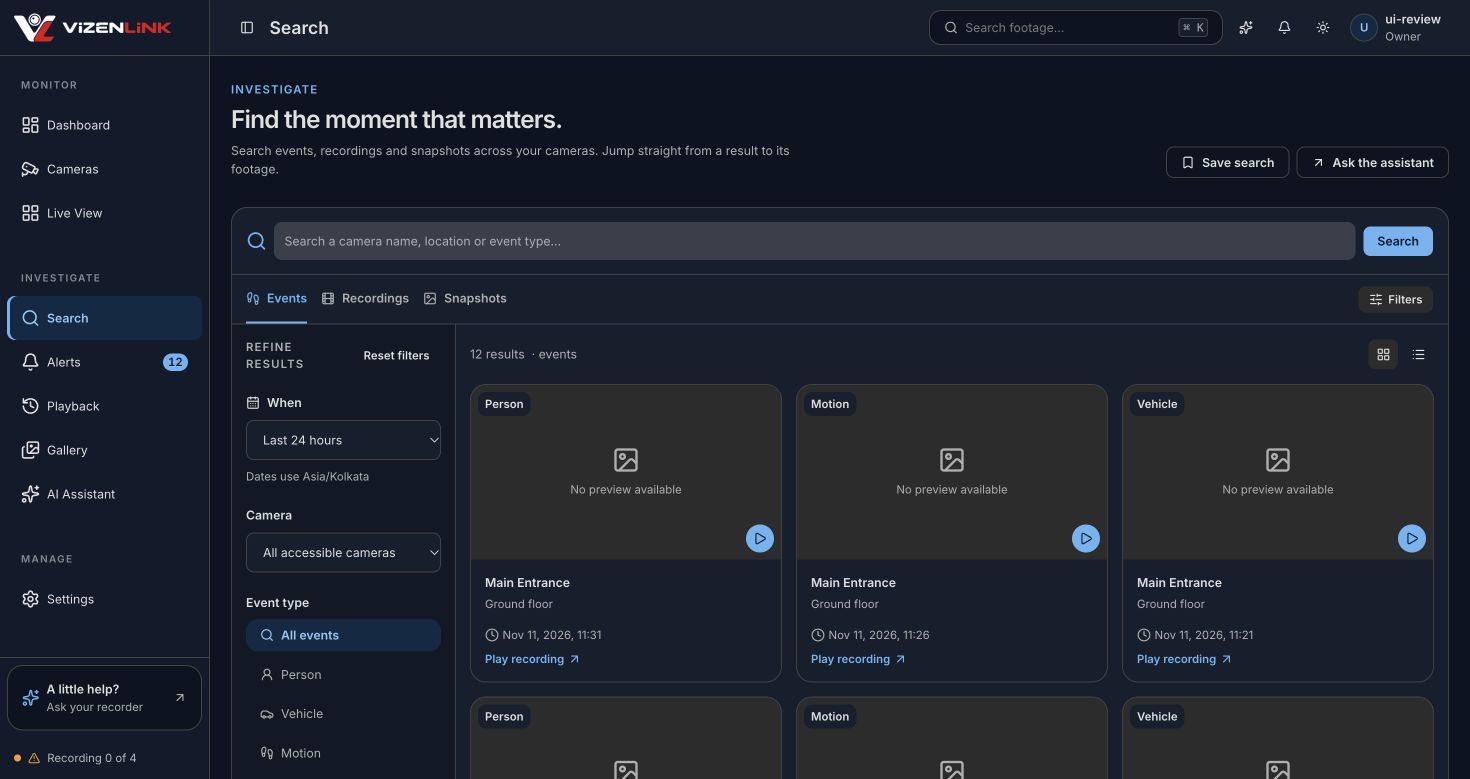 VIZENLINK
Search
Search footage...
⌘ K
U
ui-review
Owner
MONITOR
Dashboard
Cameras
Live View
INVESTIGATE
Search
Alerts
12
Playback
Gallery
AI Assistant
MANAGE
Settings
A little help?
Ask your recorder
Recording 0 of 4
INVESTIGATE
Find the moment that matters.
Search events, recordings and snapshots across your cameras. Jump straight from a result to its
footage.
Save search
Ask the assistant
Search a camera name, location or event type...
Search
Events
Recordings
Snapshots
Filters
REFINE
RESULTS
Reset filters
When
Last 24 hours
Dates use Asia/Kolkata
Camera
All accessible cameras
Event type
All events
Person
Vehicle
Motion
12 results · events
Person
No preview available
Main Entrance
Ground floor
Nov 11, 2026, 11:31
Play recording
Motion
No preview available
Main Entrance
Ground floor
Nov 11, 2026, 11:26
Play recording
Vehicle
No preview available
Main Entrance
Ground floor
Nov 11, 2026, 11:21
Play recording
Person
Motion
Vehicle